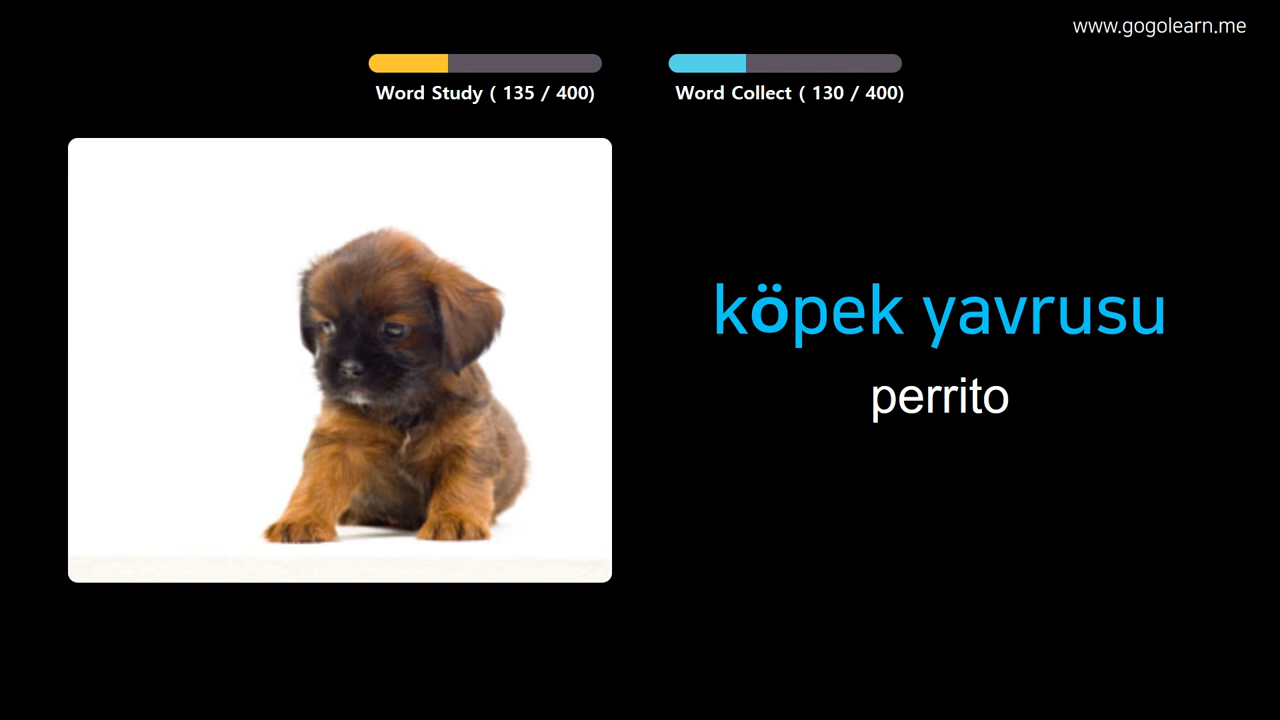 www.gogolearn.me
Word Study ( 135 / 400)
Word Collect ( 130 / 400)
köpek yavrusu
perrito